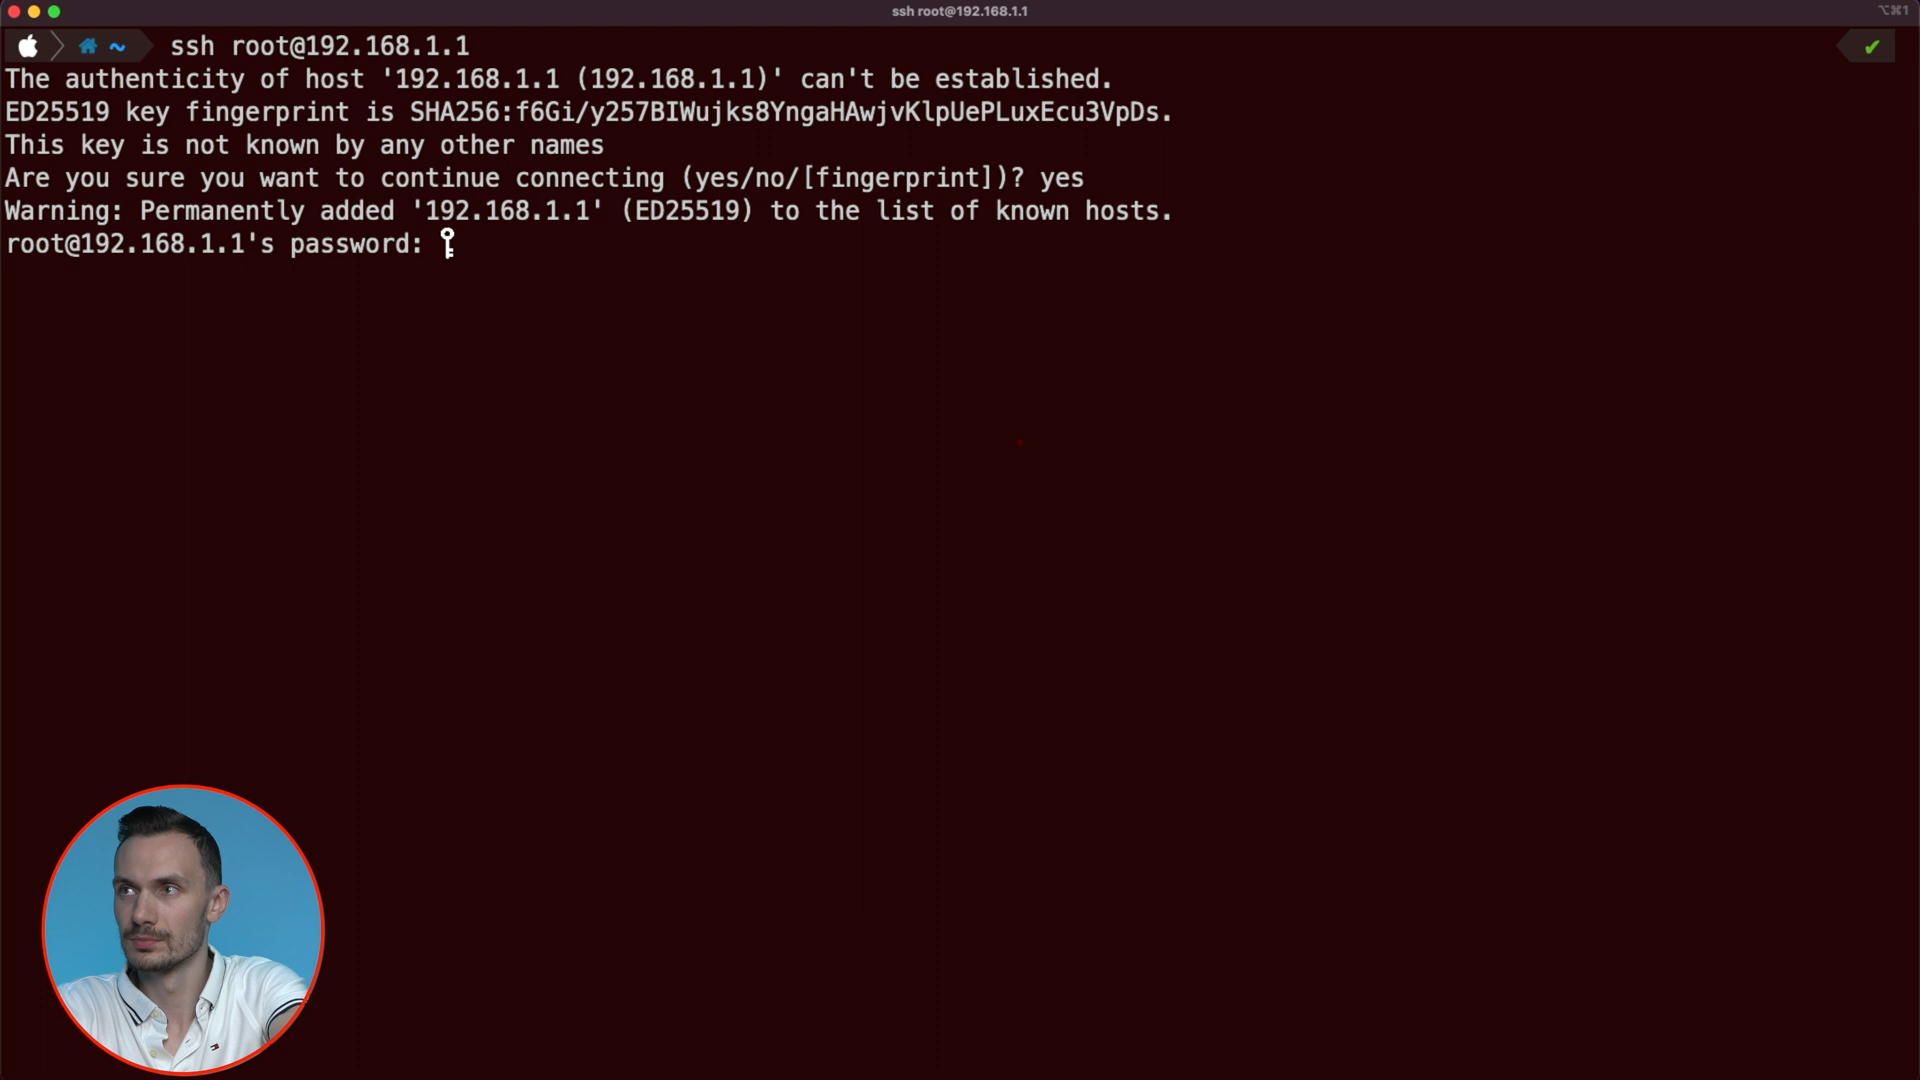 ssh root@192.168.1.1
⌥⌘1
~ ssh root@192.168.1.1
The authenticity of host '192.168.1.1 (192.168.1.1)' can't be established.
ED25519 key fingerprint is SHA256:f6Gi/y257BIWujks8YngaHAwjvKlpUePLuxEcu3VpDs.
This key is not known by any other names
Are you sure you want to continue connecting (yes/no/[fingerprint])? yes
Warning: Permanently added '192.168.1.1' (ED25519) to the list of known hosts.
root@192.168.1.1's password: